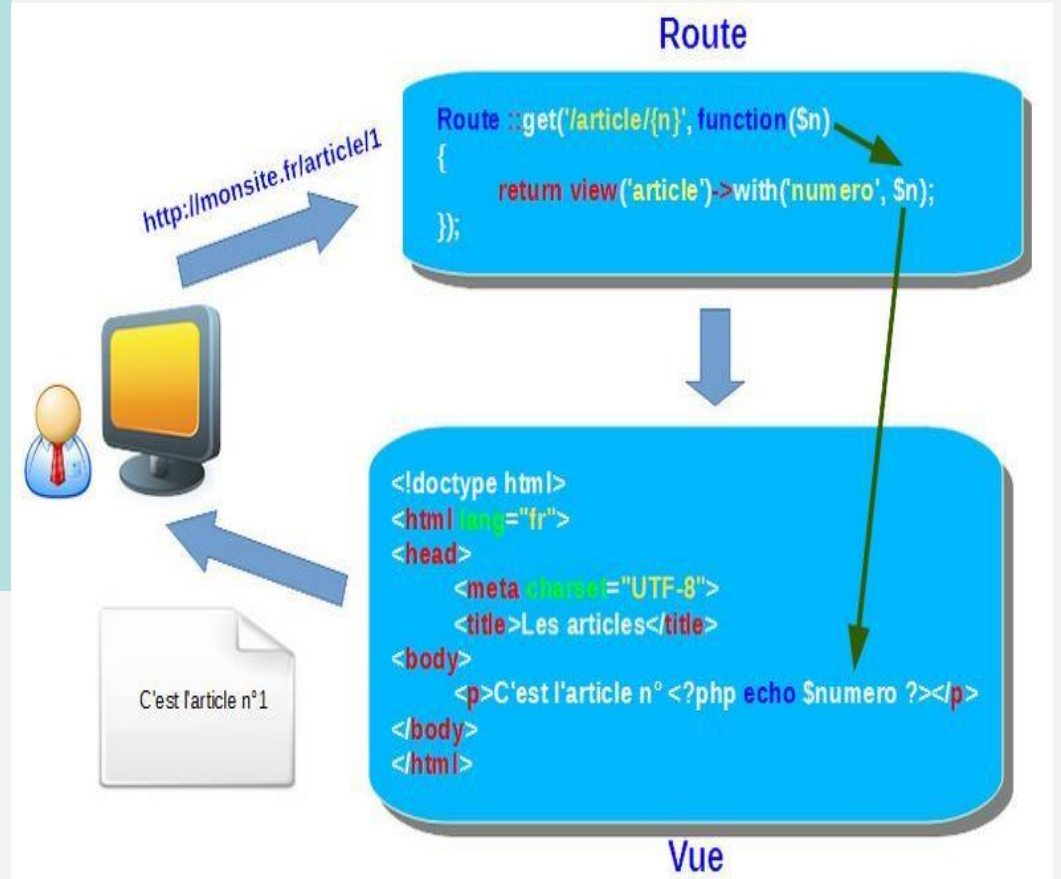 Route
http://monsite.fr/article/1
Route ::get('/article/{n}', function($n)
{
return view('article')->with('numero', $n);
});
<!doctype html>
<html lang="fr">
<head>
<meta charset="UTF-8">
<title>Les articles</title>
<body>
<p>C'est l'article n° <?php echo $numero ?></p>
</body>
</html>
C'est l'article n°1
Vue